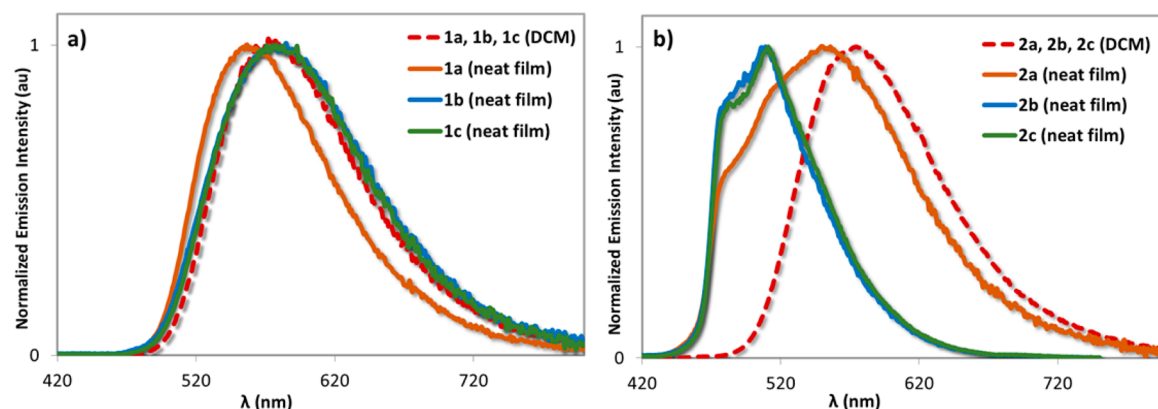 a)
1a, 1b, 1c (DCM)
1a (neat film)
1b (neat film)
1c (neat film)
Normalized Emission Intensity (au)
1
0
420
520
620
720
λ (nm)
b)
2a, 2b, 2c (DCM)
2a (neat film)
2b (neat film)
2c (neat film)
Normalized Emission Intensity (au)
1
0
420
520
620
720
λ (nm)